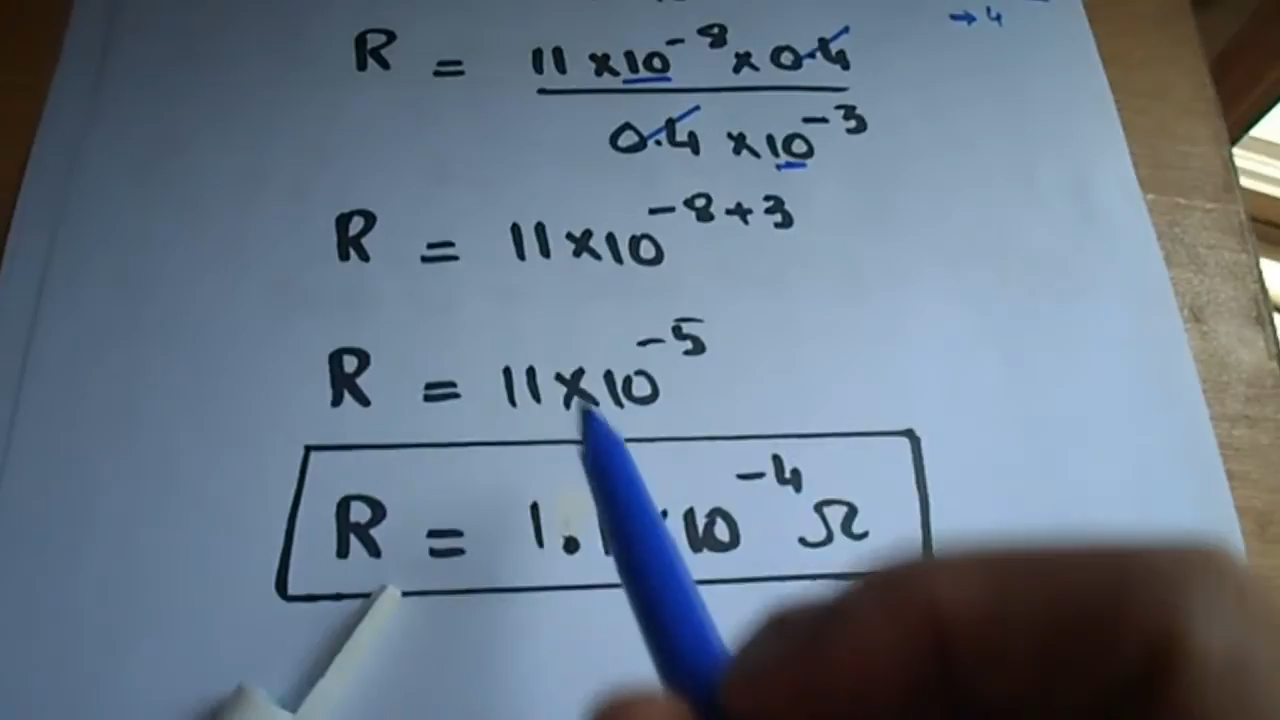 → 4
R = 11 × 10⁻⁸ × 0.4
0.4 × 10⁻³
R = 11 × 10⁻⁸⁺³
R = 11 × 10⁻⁵
R = 1.1 × 10⁻⁴ Ω